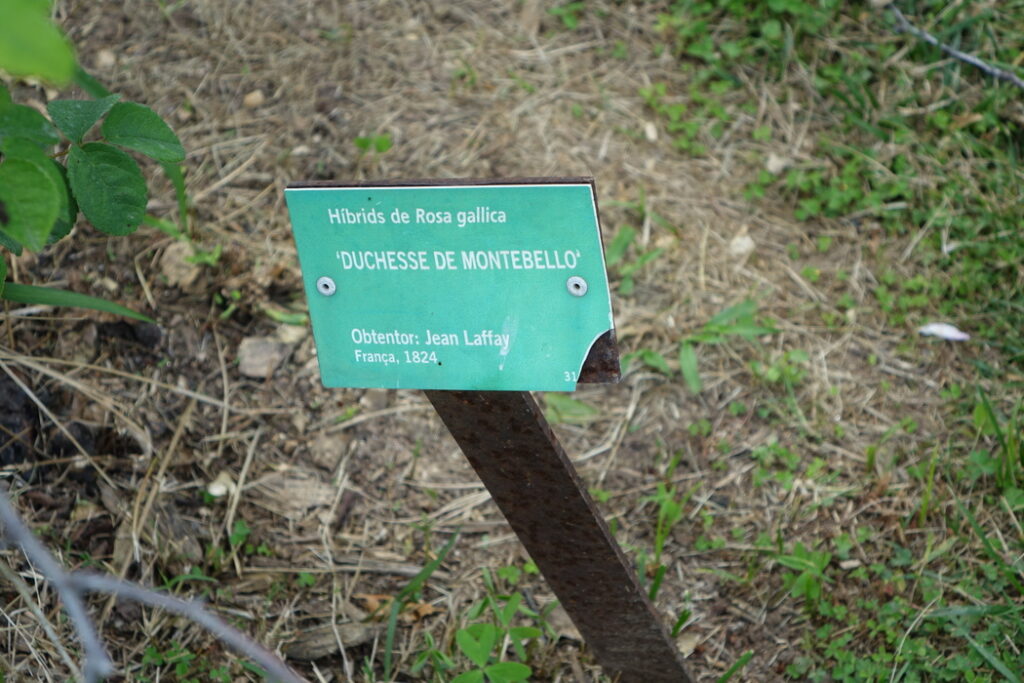 Híbrids de Rosa gallica
'DUCHESSE DE MONTEBELLO'
Obtentor: Jean Laffay
França, 1824
31